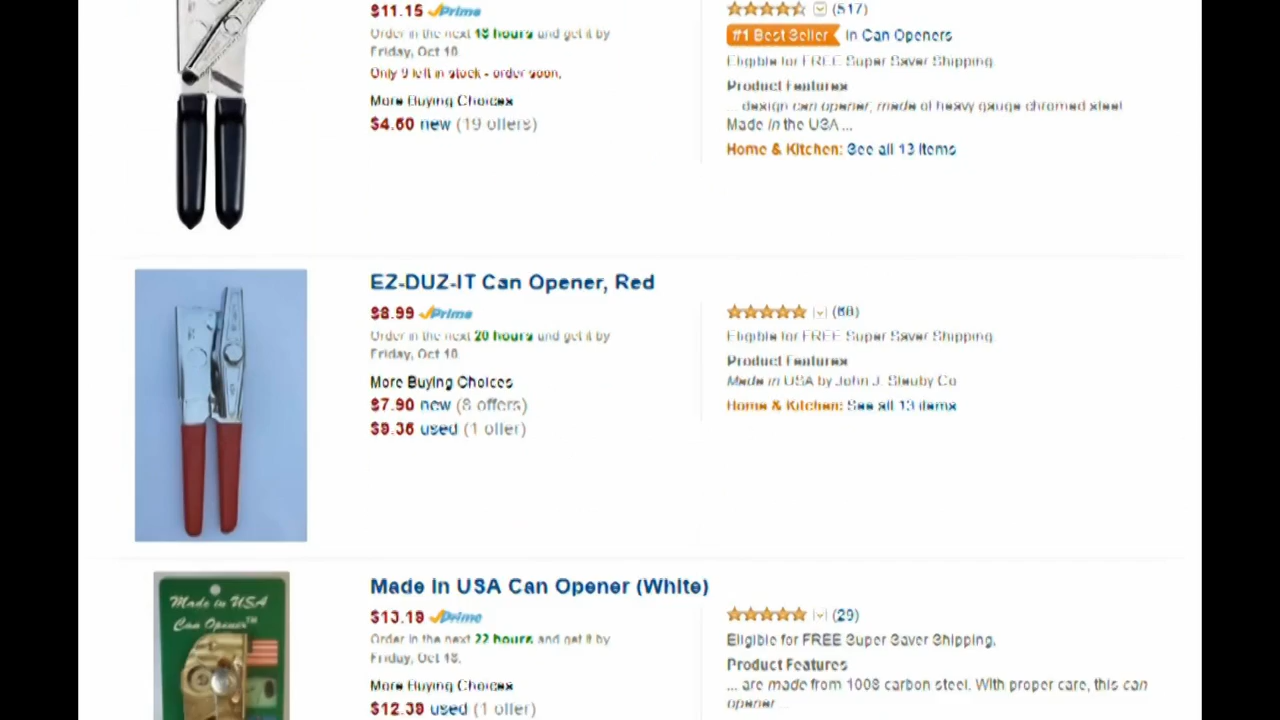 $11.15 Prime
Order in the next 18 hours and get it by
Friday, Oct 18.
Only 9 left in stock - order soon.
More Buying Choices
$4.60 new (19 offers)
(517)
#1 Best Seller in Can Openers
Eligible for FREE Super Saver Shipping.
Product Features
... design can opener, made of heavy gauge chromed steel
Made in the USA ...
Home & Kitchen: See all 13 items
EZ-DUZ-IT Can Opener, Red
$8.99 Prime
Order in the next 20 hours and get it by
Friday, Oct 18.
More Buying Choices
$7.90 new (8 offers)
$9.36 used (1 offer)
(68)
Eligible for FREE Super Saver Shipping.
Product Features
Made in USA by John J. Steuby Co
Home & Kitchen: See all 13 items
Made in USA
Can Opener™
Made in USA Can Opener (White)
$13.19 Prime
Order in the next 22 hours and get it by
Friday, Oct 18.
More Buying Choices
$12.39 used (1 offer)
(29)
Eligible for FREE Super Saver Shipping.
Product Features
... are made from 1008 carbon steel. With proper care, this can
opener ...